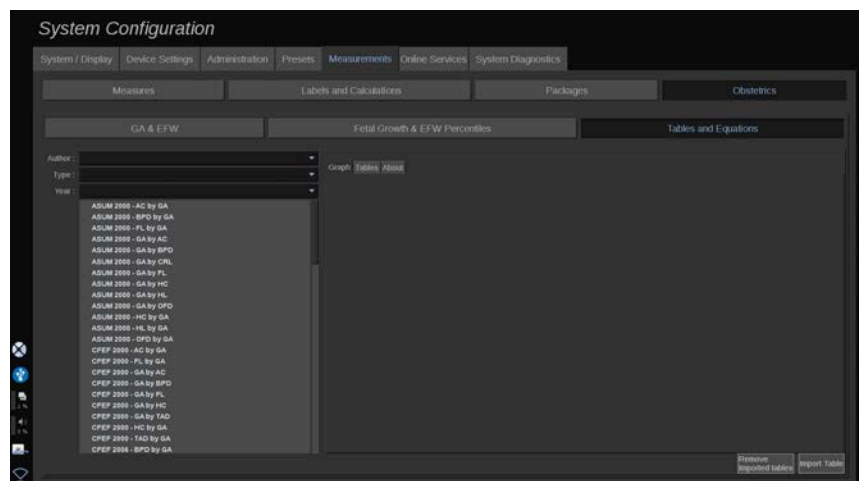 System Configuration
System / Display Device Settings Administration Presets Measurements Online Services System Diagnostics
Measures Labels and Calculations Packages Obstetrics
GA & EFW Fetal Growth & EFW Percentiles Tables and Equations
Author :
Type :
Year :
Graph Tables About
ASUM 2000 - AC by GA
ASUM 2000 - BPD by GA
ASUM 2000 - FL by GA
ASUM 2000 - GA by AC
ASUM 2000 - GA by BPD
ASUM 2000 - GA by CRL
ASUM 2000 - GA by FL
ASUM 2000 - GA by HC
ASUM 2000 - GA by HL
ASUM 2000 - GA by OFD
ASUM 2000 - HC by GA
ASUM 2000 - HL by GA
ASUM 2000 - OFD by GA
CFEF 2000 - AC by GA
CFEF 2000 - FL by GA
CFEF 2000 - GA by AC
CFEF 2000 - GA by BPD
CFEF 2000 - GA by FL
CFEF 2000 - GA by HC
CFEF 2000 - GA by TAD
CFEF 2000 - HC by GA
CFEF 2000 - TAD by GA
CFEF 2006 - BPD by GA
Remove
Imported tables
Import Table